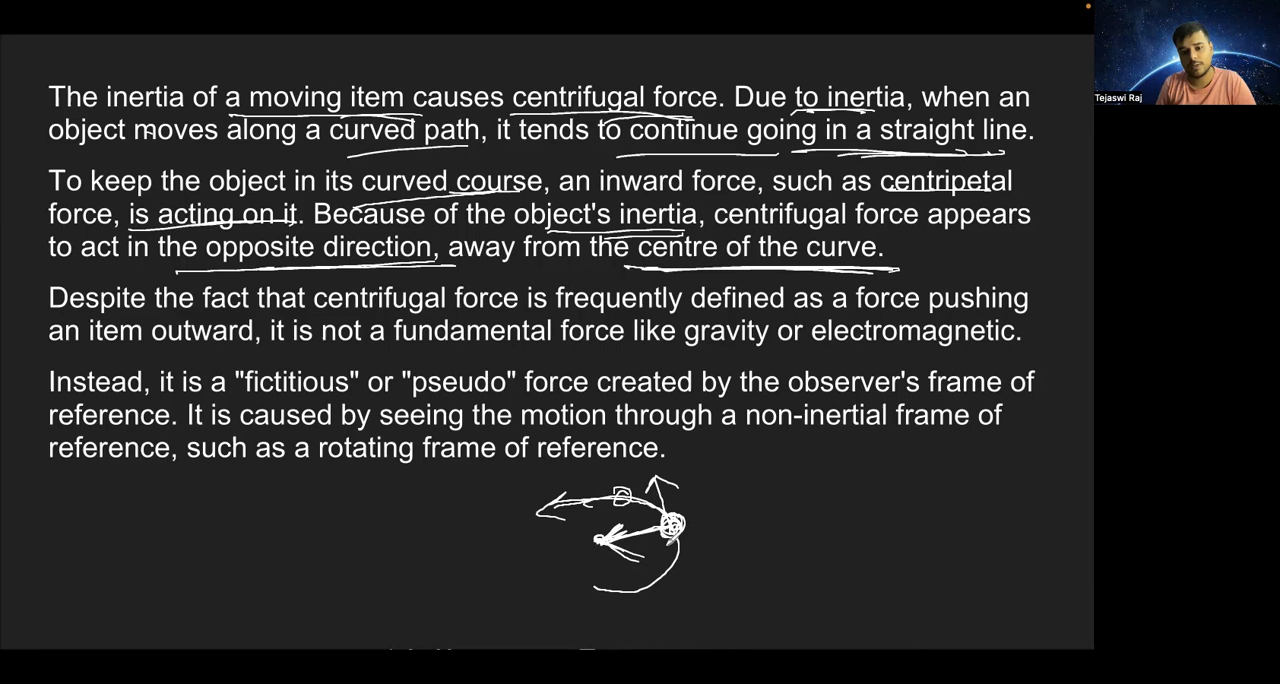 The inertia of a moving item causes centrifugal force. Due to inertia, when an
object moves along a curved path, it tends to continue going in a straight line.
To keep the object in its curved course, an inward force, such as centripetal
force, is acting on it. Because of the object's inertia, centrifugal force appears
to act in the opposite direction, away from the centre of the curve.
Despite the fact that centrifugal force is frequently defined as a force pushing
an item outward, it is not a fundamental force like gravity or electromagnetic.
Instead, it is a "fictitious" or "pseudo" force created by the observer's frame of
reference. It is caused by seeing the motion through a non-inertial frame of
reference, such as a rotating frame of reference.
Tejaswi Raj